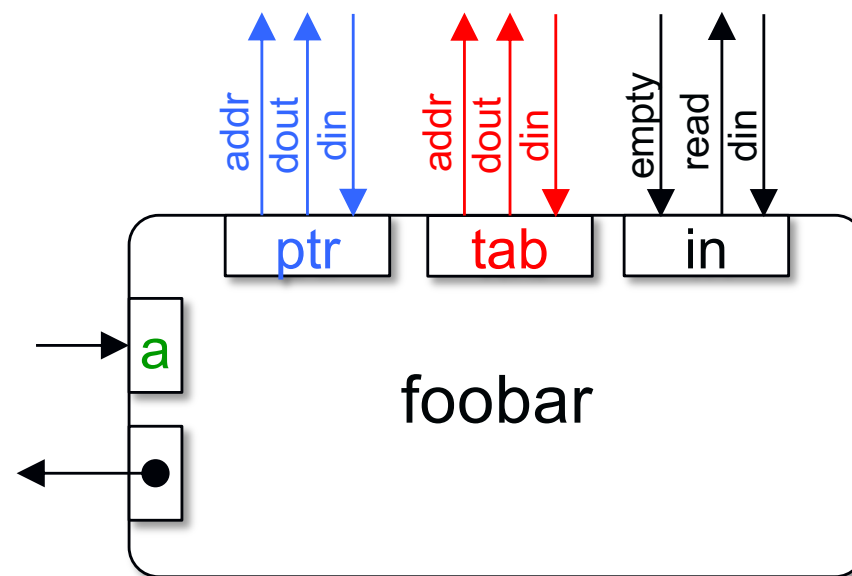 addr
dout
din
addr
dout
din
empty
read
din
ptr
tab
in
a
foobar